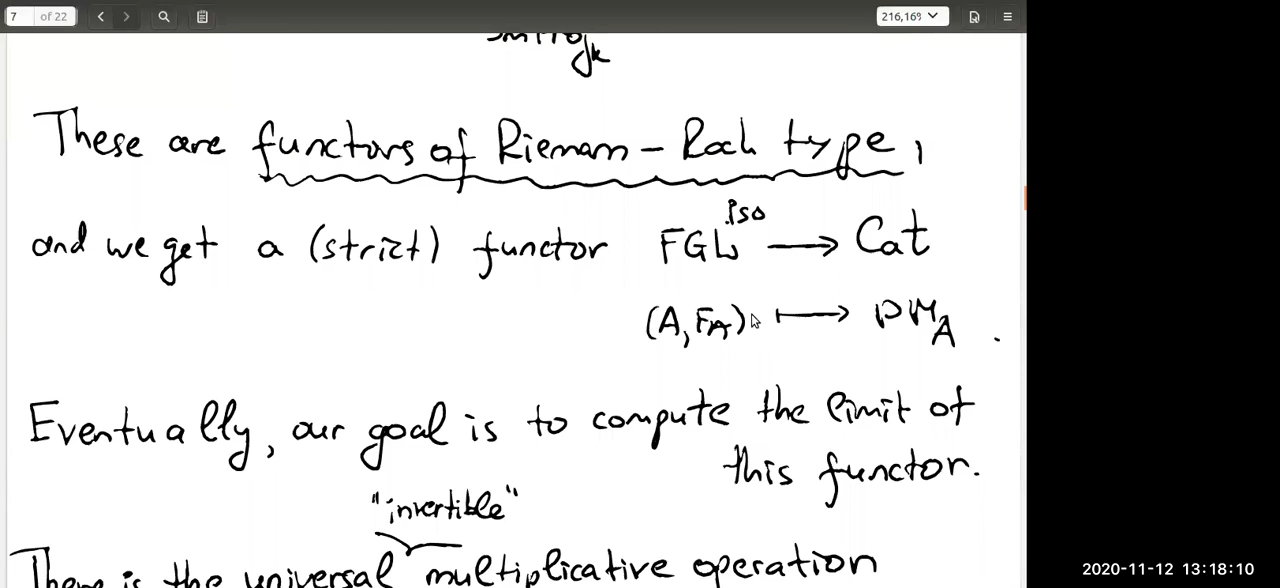 7 of 22 216,16%
These are functors of Riemann-Roch type,
and we get a (strict) functor FGL^iso → Cat
(A, F_A) ↦ PM_A .
Eventually, our goal is to compute the limit of
this functor.
"invertible"
There is the universal multiplicative operation
2020-11-12 13:18:10